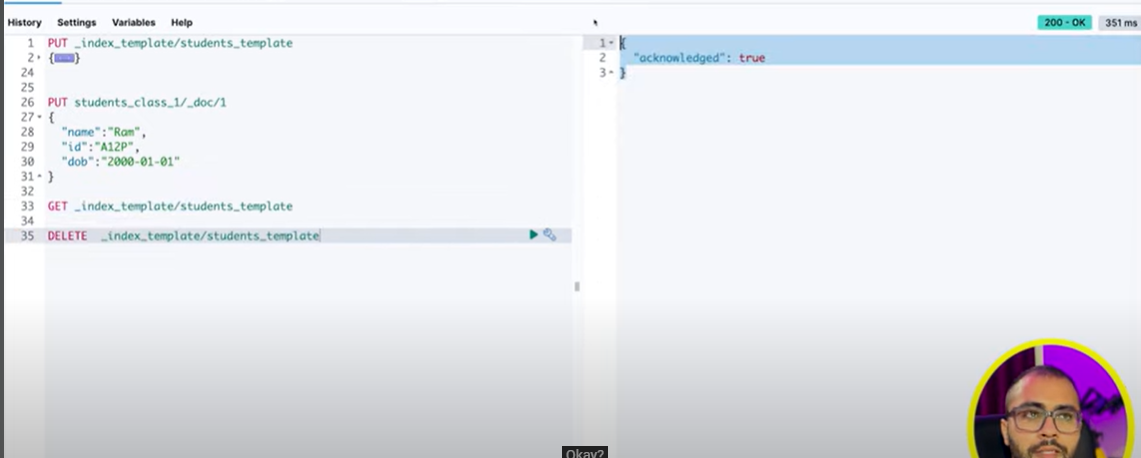 History Settings Variables Help
200 - OK 351 ms
1 PUT _index_template/students_template
2 {...}
24
25
26 PUT students_class_1/_doc/1
27 {
28 "name":"Ram",
29 "id":"A12P",
30 "dob":"2000-01-01"
31 }
32
33 GET _index_template/students_template
34
35 DELETE _index_template/students_template
1 {
2 "acknowledged": true
3 }
Okay?